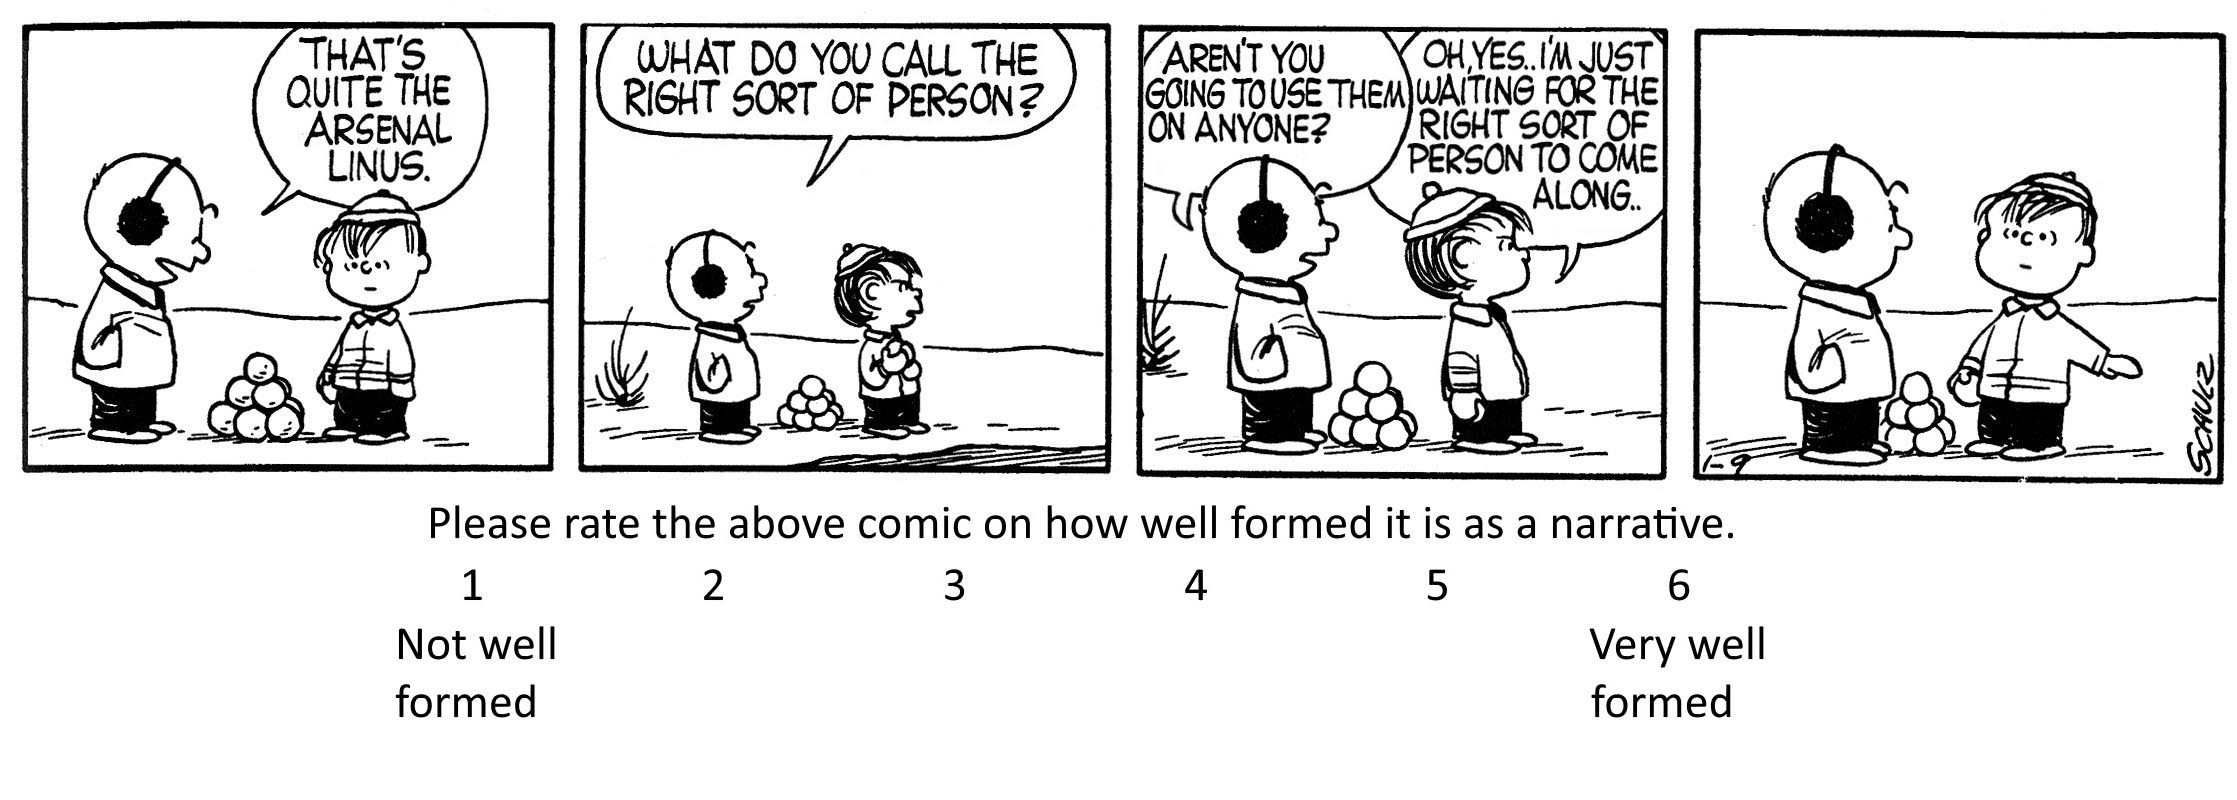 THAT'S
QUITE THE
ARSENAL
LINUS.
WHAT DO YOU CALL THE
RIGHT SORT OF PERSON?
AREN'T YOU
GOING TO USE THEM
ON ANYONE?
OH, YES.. I'M JUST
WAITING FOR THE
RIGHT SORT OF
PERSON TO COME
ALONG..
1-9
SCHULZ
Please rate the above comic on how well formed it is as a narrative.
1 2 3 4 5 6
Not well
formed
Very well
formed